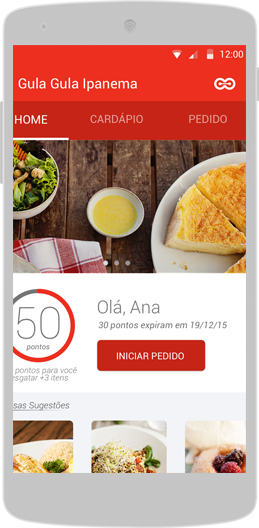 12:00
Gula Gula Ipanema
HOME CARDÁPIO PEDIDO
50
pontos
Olá, Ana
30 pontos expiram em 19/12/15
INICIAR PEDIDO
pontos para você
esgatar +3 itens
sas Sugestões